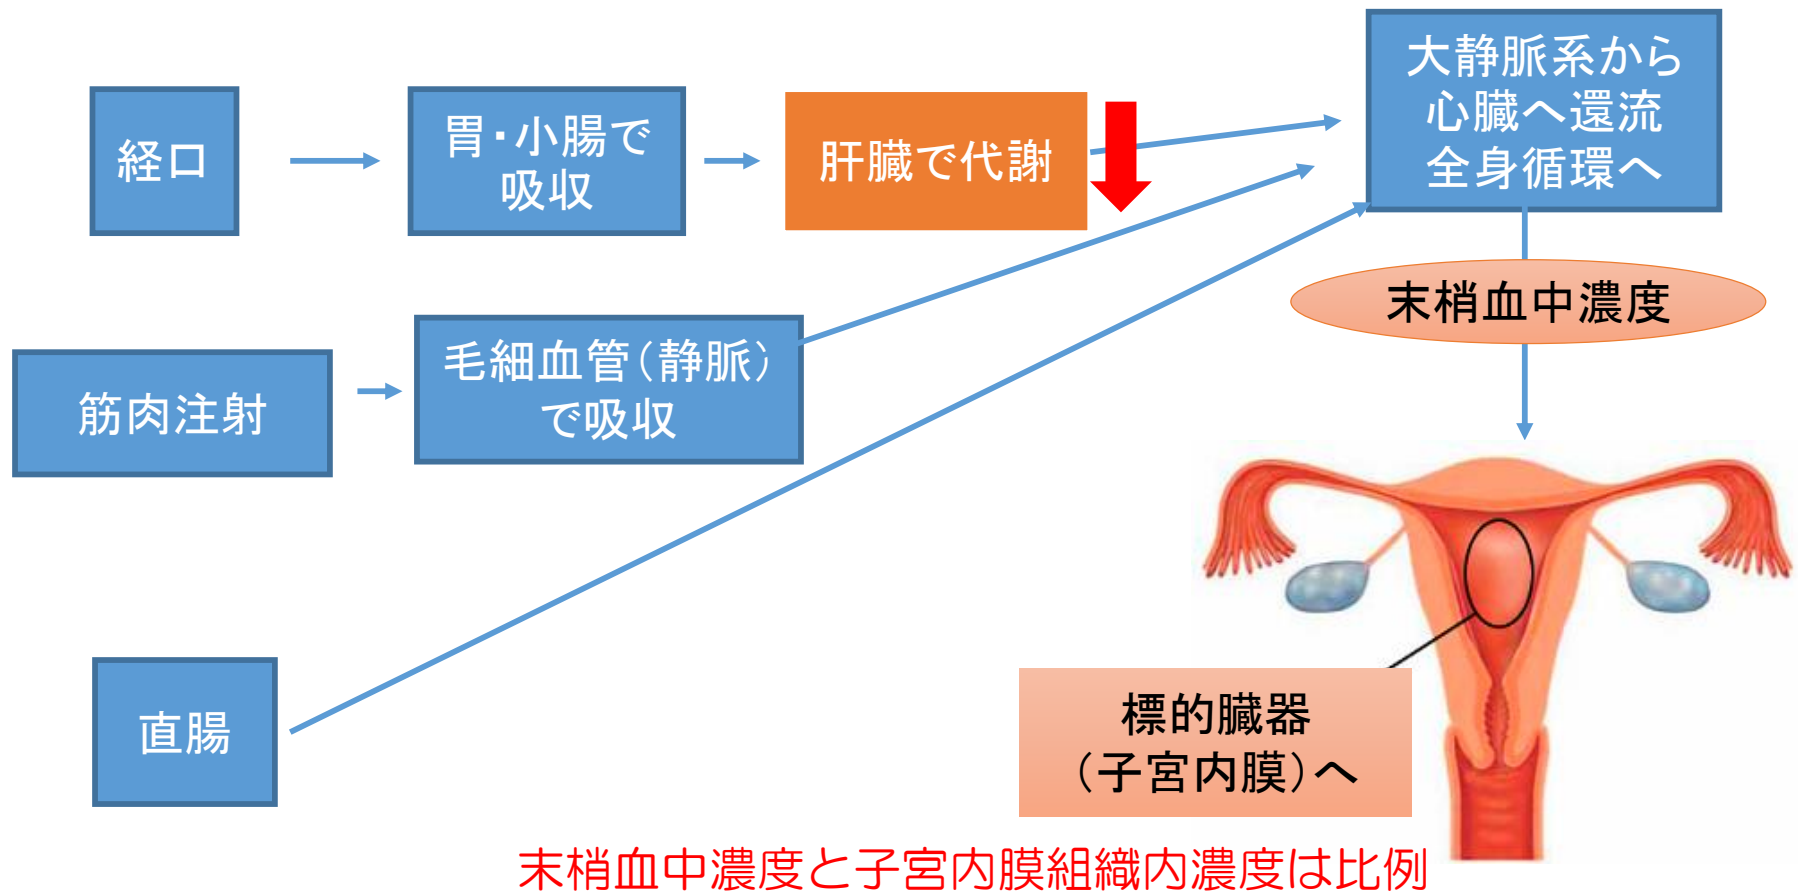 経口
胃・小腸で
吸収
肝臓で代謝
大静脈系から
心臓へ還流
全身循環へ
末梢血中濃度
筋肉注射
毛細血管（静脈）
で吸収
直腸
標的臓器
（子宮内膜）へ
末梢血中濃度と子宮内膜組織内濃度は比例